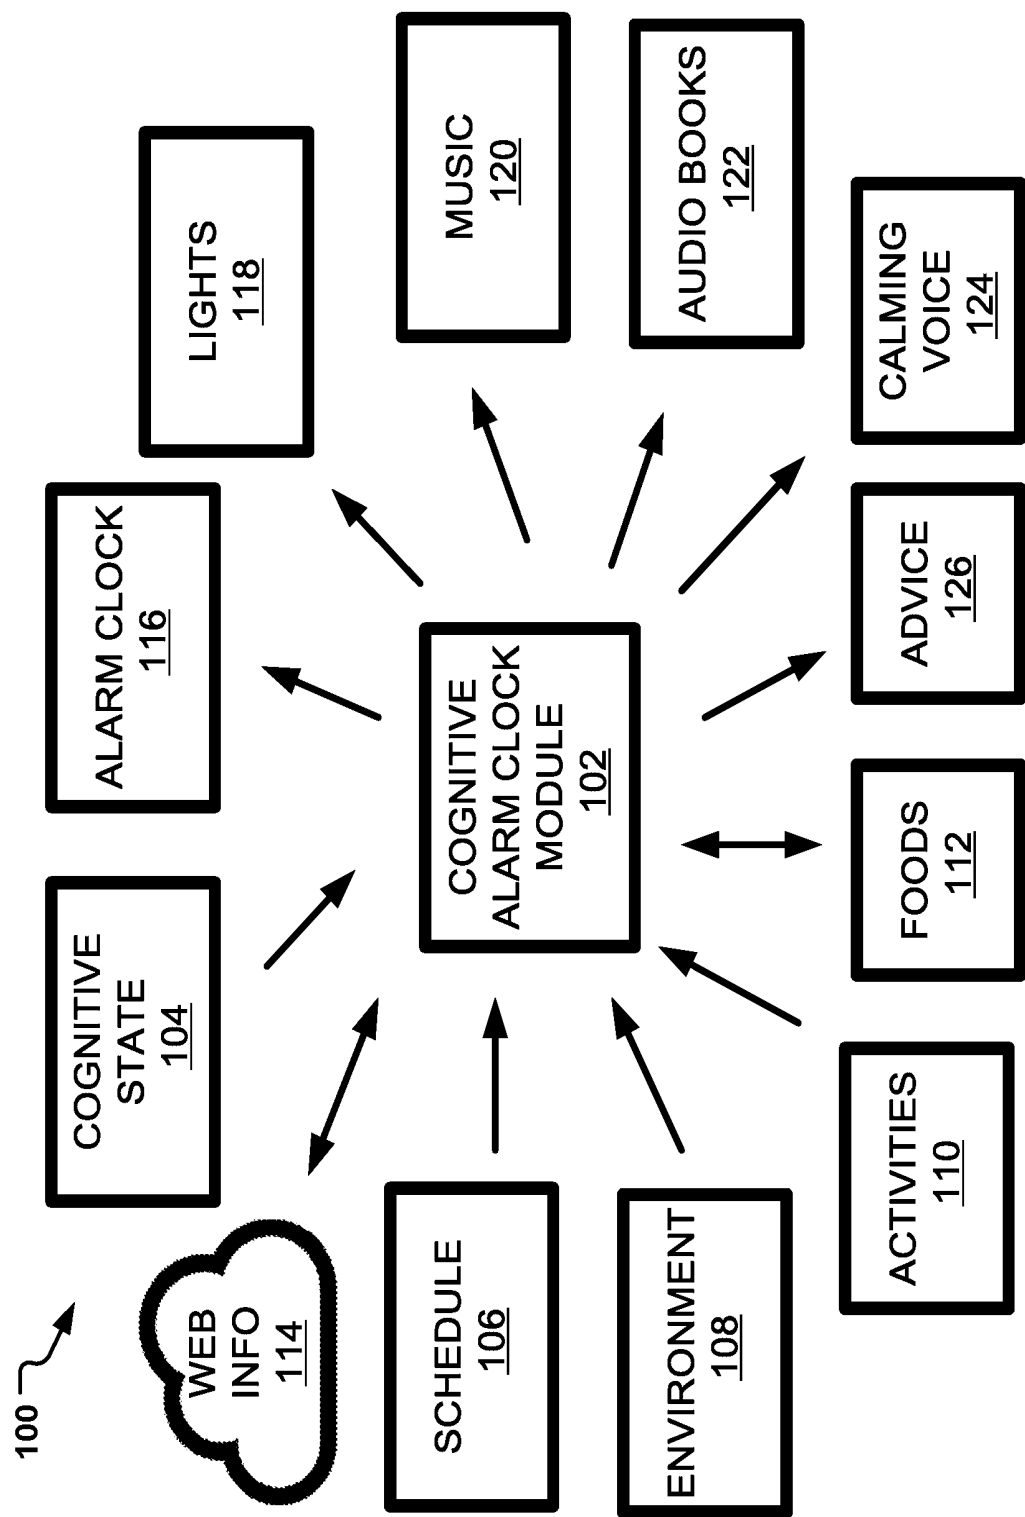 100
COGNITIVE
STATE
104
ALARM CLOCK
116
WEB
INFO
114
LIGHTS
118
SCHEDULE
106
COGNITIVE
ALARM CLOCK
MODULE
102
MUSIC
120
ENVIRONMENT
108
AUDIO BOOKS
122
ACTIVITIES
110
FOODS
112
ADVICE
126
CALMING
VOICE
124